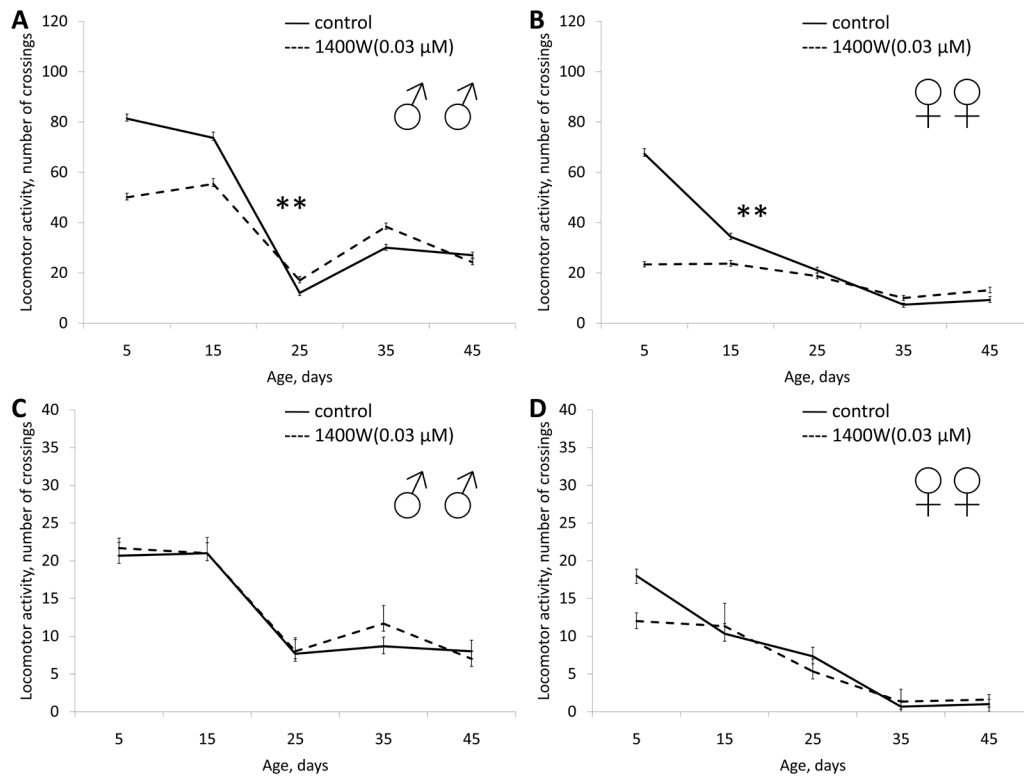 A
Locomotor activity, number of crossings
120
100
80
60
40
20
0
control
1400W(0.03 µM)
**
5 15 25 35 45
Age, days
B
Locomotor activity, number of crossings
120
100
80
60
40
20
0
control
1400W(0.03 µM)
**
5 15 25 35 45
Age, days
C
Locomotor activity, number of crossings
40
35
30
25
20
15
10
5
0
control
1400W(0.03 µM)
5 15 25 35 45
Age, days
D
Locomotor activity, number of crossings
40
35
30
25
20
15
10
5
0
control
1400W(0.03 µM)
5 15 25 35 45
Age, days